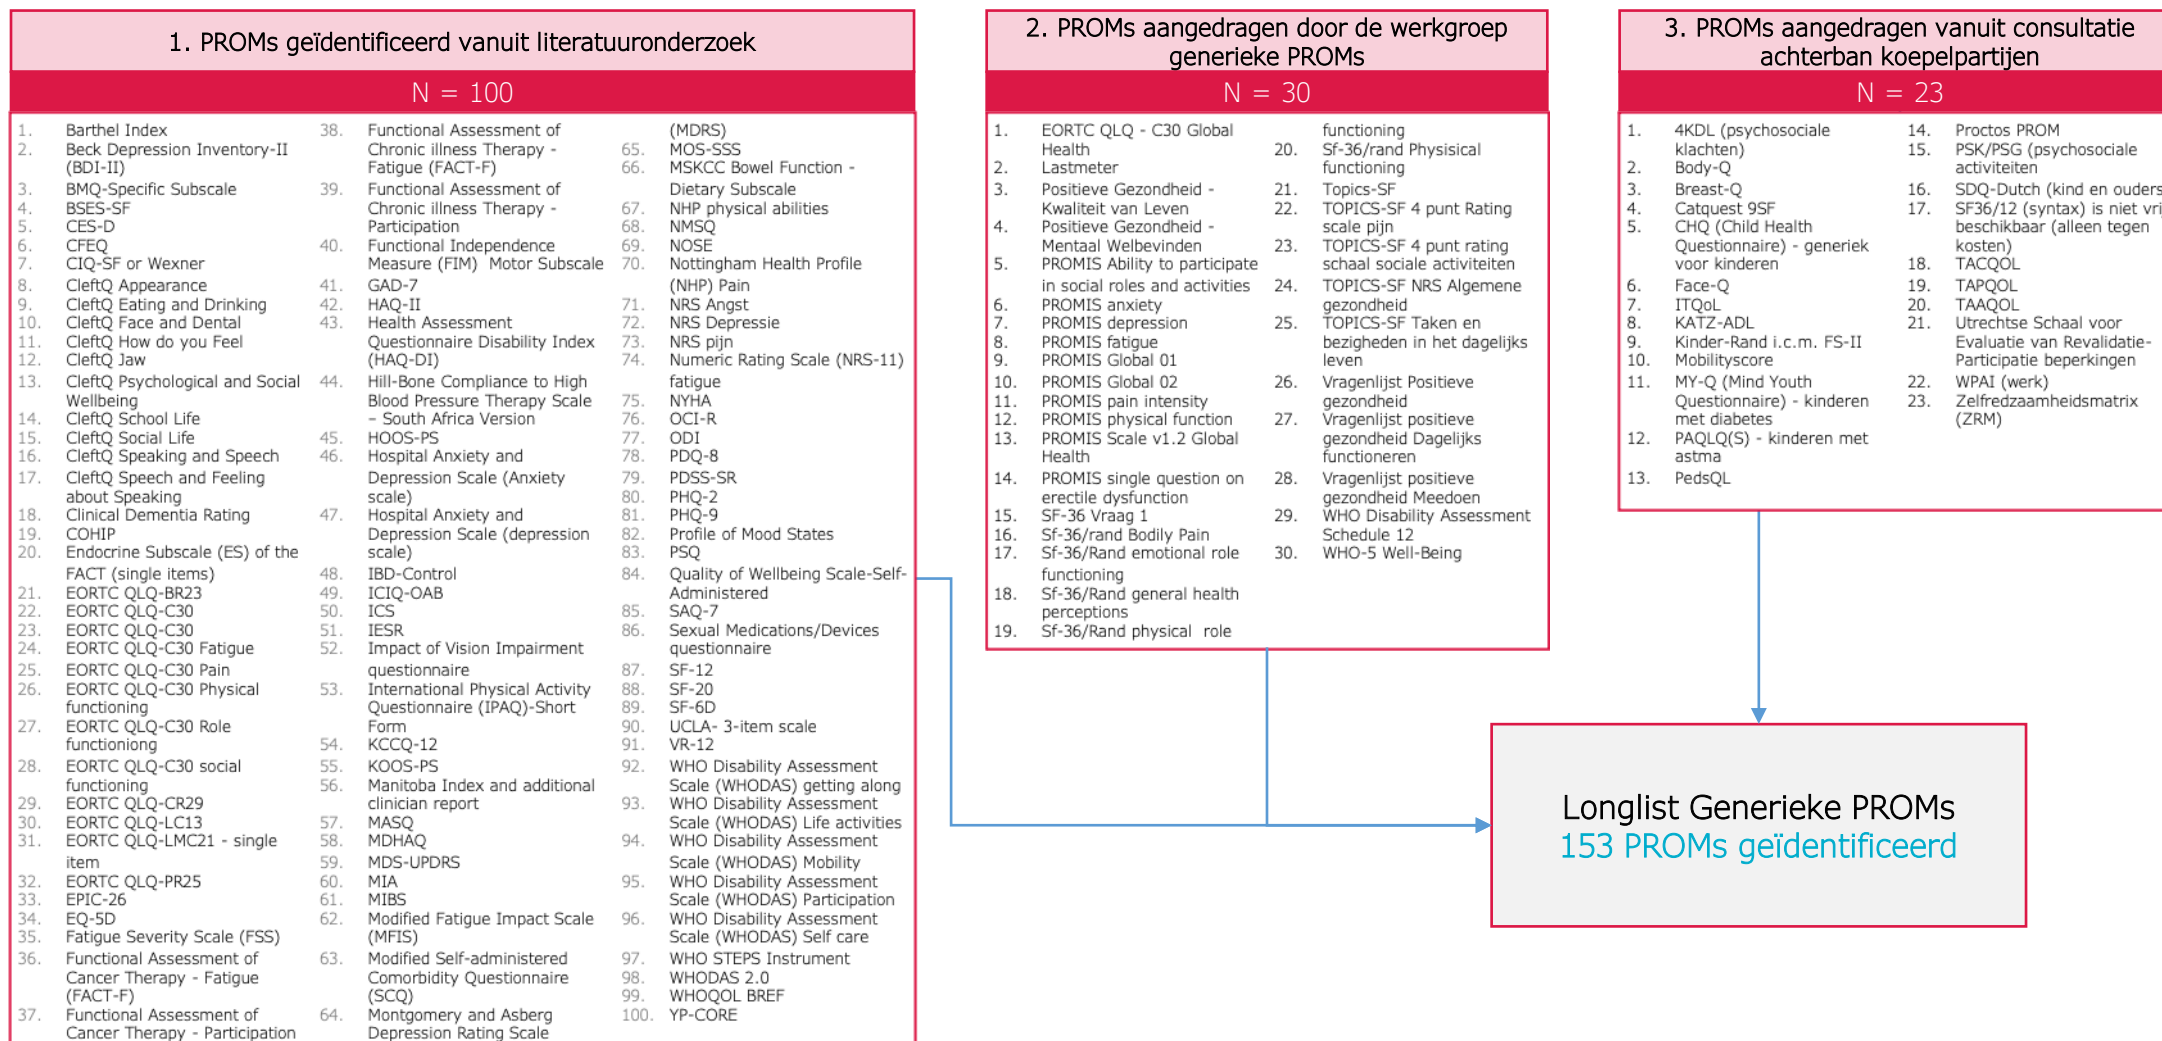 1. PROMs geïdentificeerd vanuit literatuuronderzoek
N = 100
1. Barthel Index
2. Beck Depression Inventory-II
(BDI-II)
3. BMQ-Specific Subscale
4. BSES-SF
5. CES-D
6. CFEQ
7. CIQ-SF or Wexner
8. CleftQ Appearance
9. CleftQ Eating and Drinking
10. CleftQ Face and Dental
11. CleftQ How do you Feel
12. CleftQ Jaw
13. CleftQ Psychological and Social
Wellbeing
14. CleftQ School Life
15. CleftQ Social Life
16. CleftQ Speaking and Speech
17. CleftQ Speech and Feeling
about Speaking
18. Clinical Dementia Rating
19. COHIP
20. Endocrine Subscale (ES) of the
FACT (single items)
21. EORTC QLQ-BR23
22. EORTC QLQ-C30
23. EORTC QLQ-C30
24. EORTC QLQ-C30 Fatigue
25. EORTC QLQ-C30 Pain
26. EORTC QLQ-C30 Physical
functioning
27. EORTC QLQ-C30 Role
functioniong
28. EORTC QLQ-C30 social
functioning
29. EORTC QLQ-CR29
30. EORTC QLQ-LC13
31. EORTC QLQ-LMC21 - single
item
32. EORTC QLQ-PR25
33. EPIC-26
34. EQ-5D
35. Fatigue Severity Scale (FSS)
36. Functional Assessment of
Cancer Therapy - Fatigue
(FACT-F)
37. Functional Assessment of
Cancer Therapy - Participation
38. Functional Assessment of
Chronic illness Therapy -
Fatigue (FACT-F)
39. Functional Assessment of
Chronic illness Therapy -
Participation
40. Functional Independence
Measure (FIM)  Motor Subscale
41. GAD-7
42. HAQ-II
43. Health Assessment
Questionnaire Disability Index
(HAQ-DI)
44. Hill-Bone Compliance to High
Blood Pressure Therapy Scale
– South Africa Version
45. HOOS-PS
46. Hospital Anxiety and
Depression Scale (Anxiety
scale)
47. Hospital Anxiety and
Depression Scale (depression
scale)
48. IBD-Control
49. ICIQ-OAB
50. ICS
51. IESR
52. Impact of Vision Impairment
questionnaire
53. International Physical Activity
Questionnaire (IPAQ)-Short
Form
54. KCCQ-12
55. KOOS-PS
56. Manitoba Index and additional
clinician report
57. MASQ
58. MDHAQ
59. MDS-UPDRS
60. MIA
61. MIBS
62. Modified Fatigue Impact Scale
(MFIS)
63. Modified Self-administered
Comorbidity Questionnaire
(SCQ)
64. Montgomery and Asberg
Depression Rating Scale
(MDRS)
65. MOS-SSS
66. MSKCC Bowel Function -
Dietary Subscale
67. NHP physical abilities
68. NMSQ
69. NOSE
70. Nottingham Health Profile
(NHP) Pain
71. NRS Angst
72. NRS Depressie
73. NRS pijn
74. Numeric Rating Scale (NRS-11)
fatigue
75. NYHA
76. OCI-R
77. ODI
78. PDQ-8
79. PDSS-SR
80. PHQ-2
81. PHQ-9
82. Profile of Mood States
83. PSQ
84. Quality of Wellbeing Scale-Self-
Administered
85. SAQ-7
86. Sexual Medications/Devices
questionnaire
87. SF-12
88. SF-20
89. SF-6D
90. UCLA- 3-item scale
91. VR-12
92. WHO Disability Assessment
Scale (WHODAS) getting along
93. WHO Disability Assessment
Scale (WHODAS) Life activities
94. WHO Disability Assessment
Scale (WHODAS) Mobility
95. WHO Disability Assessment
Scale (WHODAS) Participation
96. WHO Disability Assessment
Scale (WHODAS) Self care
97. WHO STEPS Instrument
98. WHODAS 2.0
99. WHOQOL BREF
100. YP-CORE
2. PROMs aangedragen door de werkgroep
generieke PROMs
N = 30
1. EORTC QLQ - C30 Global
Health
2. Lastmeter
3. Positieve Gezondheid -
Kwaliteit van Leven
4. Positieve Gezondheid -
Mentaal Welbevinden
5. PROMIS Ability to participate
in social roles and activities
6. PROMIS anxiety
7. PROMIS depression
8. PROMIS fatigue
9. PROMIS Global 01
10. PROMIS Global 02
11. PROMIS pain intensity
12. PROMIS physical function
13. PROMIS Scale v1.2 Global
Health
14. PROMIS single question on
erectile dysfunction
15. SF-36 Vraag 1
16. Sf-36/rand Bodily Pain
17. Sf-36/Rand emotional role
functioning
18. Sf-36/Rand general health
perceptions
19. Sf-36/Rand physical  role
functioning
20. Sf-36/rand Physisical
functioning
21. Topics-SF
22. TOPICS-SF 4 punt Rating
scale pijn
23. TOPICS-SF 4 punt rating
schaal sociale activiteiten
24. TOPICS-SF NRS Algemene
gezondheid
25. TOPICS-SF Taken en
bezigheden in het dagelijks
leven
26. Vragenlijst Positieve
gezondheid
27. Vragenlijst positieve
gezondheid Dagelijks
functioneren
28. Vragenlijst positieve
gezondheid Meedoen
29. WHO Disability Assessment
Schedule 12
30. WHO-5 Well-Being
3. PROMs aangedragen vanuit consultatie
achterban koepelpartijen
N = 23
1. 4KDL (psychosociale
klachten)
2. Body-Q
3. Breast-Q
4. Catquest 9SF
5. CHQ (Child Health
Questionnaire) - generiek
voor kinderen
6. Face-Q
7. ITQoL
8. KATZ-ADL
9. Kinder-Rand i.c.m. FS-II
10. Mobilityscore
11. MY-Q (Mind Youth
Questionnaire) - kinderen
met diabetes
12. PAQLQ(S) - kinderen met
astma
13. PedsQL
14. Proctos PROM
15. PSK/PSG (psychosociale
activiteiten
16. SDQ-Dutch (kind en ouders
17. SF36/12 (syntax) is niet vrij
beschikbaar (alleen tegen
kosten)
18. TACQOL
19. TAPQOL
20. TAAQOL
21. Utrechtse Schaal voor
Evaluatie van Revalidatie-
Participatie beperkingen
22. WPAI (werk)
23. Zelfredzaamheidsmatrix
(ZRM)
Longlist Generieke PROMs
153 PROMs geïdentificeerd